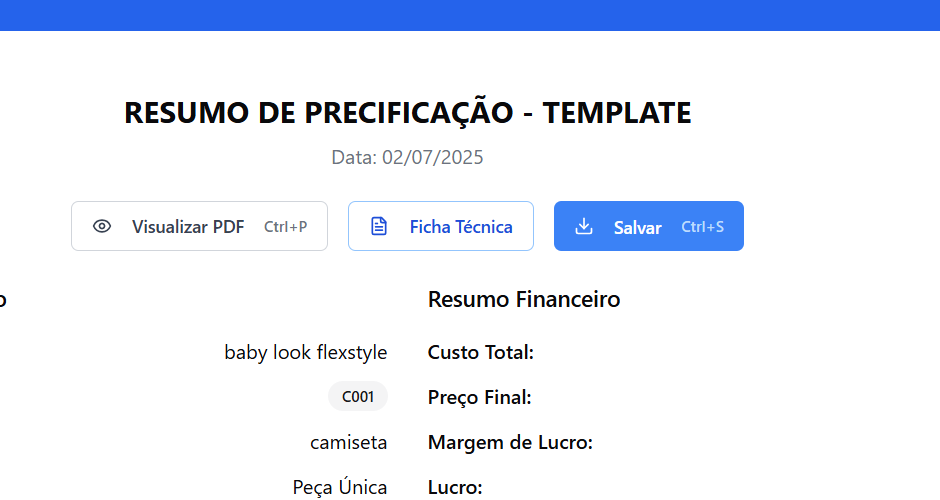 RESUMO DE PRECIFICAÇÃO - TEMPLATE
Data: 02/07/2025
Visualizar PDF Ctrl+P
Ficha Técnica
Salvar Ctrl+S
o
Resumo Financeiro
baby look flexstyle
Custo Total:
C001
Preço Final:
camiseta
Margem de Lucro:
Peça Única
Lucro: